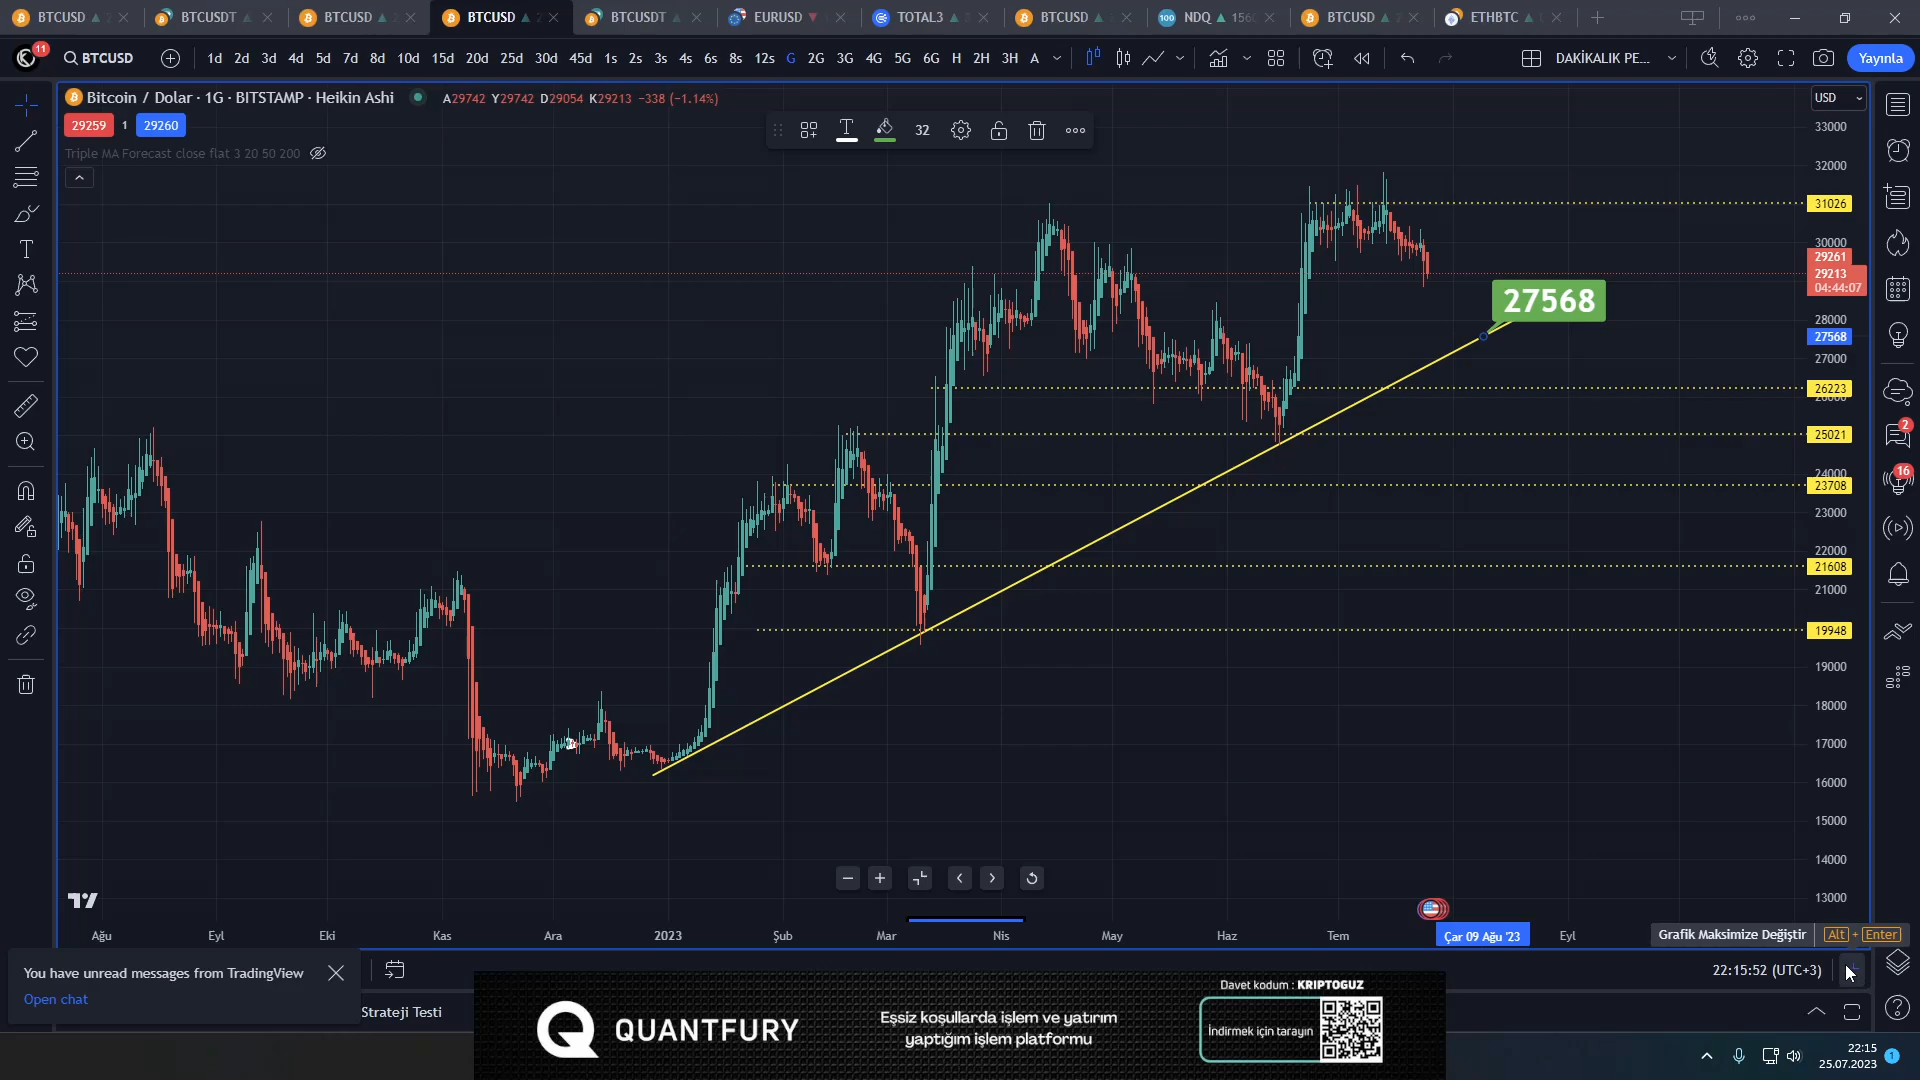 BTCUSD
BTCUSDT
BTCUSD
BTCUSD
BTCUSDT
EURUSD
TOTAL3
BTCUSD
NDQ
BTCUSD
ETHBTC
11
BTCUSD
1d 2d 3d 4d 5d 7d 8d 10d 15d 20d 25d 30d 45d 1s 2s 3s 4s 6s 8s 12s G 2G 3G 4G 5G 6G H 2H 3H A
DAKİKALIK PE...
Yayınla
Bitcoin / Dolar · 1G · BITSTAMP · Heikin Ashi
A29742 Y29742 D29054 K29213 −338 (−1.14%)
USD
29259 1 29260
32
Triple MA Forecast close flat 3 20 50 200
33000
32000
31026
30000
29261
29213
04:44:07
27568
28000
27568
27000
26223
26000
25021
24000
23708
23000
22000
21608
21000
19948
19000
18000
17000
16000
15000
14000
13000
2
16
Ağu Eyl Eki Kas Ara 2023 Şub Mar Nis May Haz Tem Çar 09 Ağu '23 Eyl
Grafik Maksimize Değiştir Alt + Enter
You have unread messages from TradingView
Open chat
22:15:52 (UTC+3)
Strateji Testi
QUANTFURY
Eşsiz koşullarda işlem ve yatırım
yaptığım işlem platformu
Davet kodum : KRIPTOGUZ
İndirmek için tarayın
22:15
25.07.2023
1